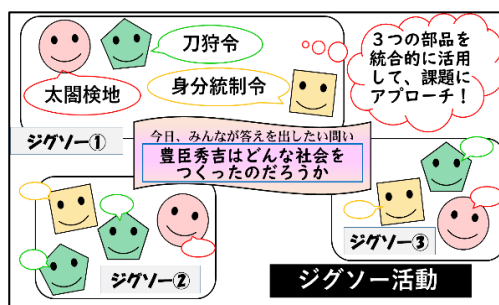 刀狩令
太閤検地
身分統制令
3つの部品を
統合的に活用
して、課題に
アプローチ!
ジグソー①
今日、みんなが答えを出したい問い
豊臣秀吉はどんな社会を
つくったのだろうか
ジグソー②
ジグソー③
ジグソー活動